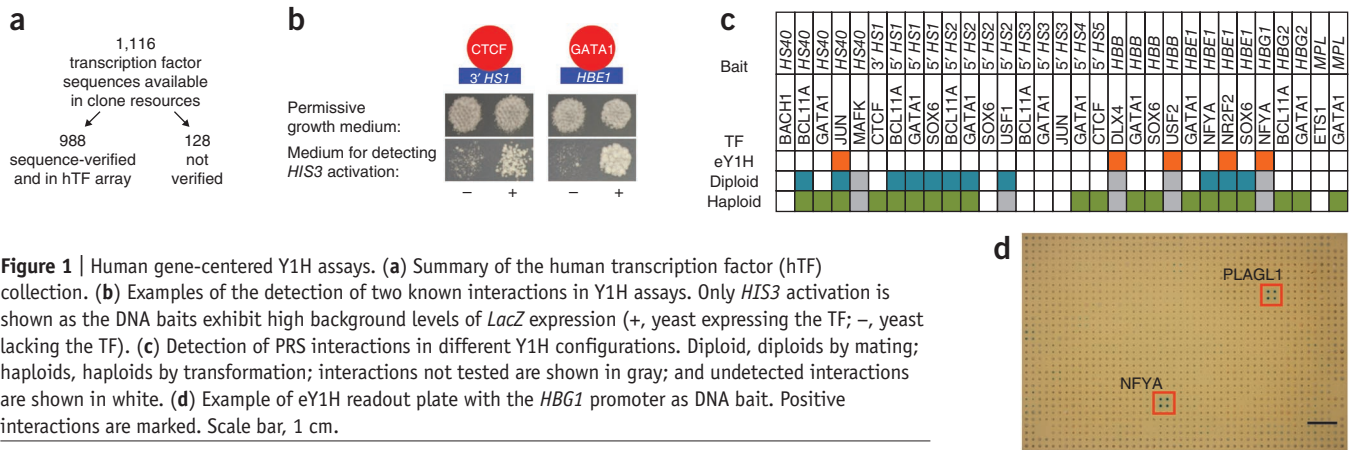 a
1,116
transcription factor
sequences available
in clone resources
988
sequence-verified
and in hTF array
128
not
verified
b
CTCF
3′ HS1
GATA1
HBE1
Permissive
growth medium:
Medium for detecting
HIS3 activation:
– + – +
c
Bait HS40 HS40 HS40 HS40 HS40 3′ HS1 5′ HS1 5′ HS1 5′ HS1 5′ HS2 5′ HS2 5′ HS2 5′ HS2 5′ HS3 5′ HS3 5′ HS3 5′ HS4 5′ HS5 HBB HBB HBB HBB HBE1 HBE1 HBE1 HBE1 HBG1 HBG2 HBG2 MPL MPL
TF BACH1 BCL11A GATA1 JUN MAFK CTCF BCL11A GATA1 SOX6 BCL11A GATA1 SOX6 USF1 BCL11A GATA1 JUN GATA1 CTCF DLX4 GATA1 SOX6 USF2 GATA1 NFYA NR2F2 SOX6 NFYA BCL11A GATA1 ETS1 GATA1
eY1H
Diploid
Haploid
d
PLAGL1
NFYA
Figure 1 | Human gene-centered Y1H assays. (a) Summary of the human transcription factor (hTF)
collection. (b) Examples of the detection of two known interactions in Y1H assays. Only HIS3 activation is
shown as the DNA baits exhibit high background levels of LacZ expression (+, yeast expressing the TF; –, yeast
lacking the TF). (c) Detection of PRS interactions in different Y1H configurations. Diploid, diploids by mating;
haploids, haploids by transformation; interactions not tested are shown in gray; and undetected interactions
are shown in white. (d) Example of eY1H readout plate with the HBG1 promoter as DNA bait. Positive
interactions are marked. Scale bar, 1 cm.